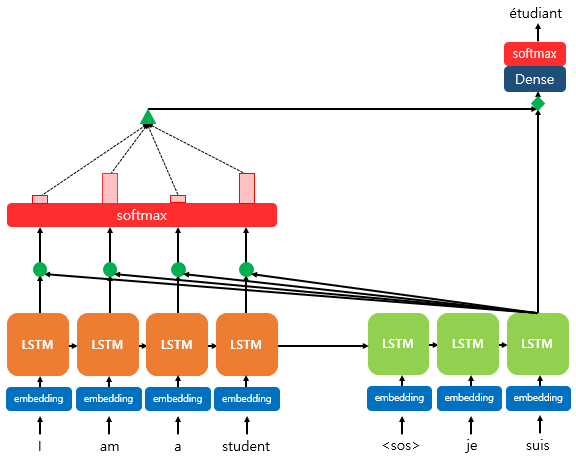 étudiant
softmax
Dense
softmax
LSTM LSTM LSTM LSTM LSTM LSTM LSTM
embedding embedding embedding embedding embedding embedding embedding
I am a student <sos> je suis